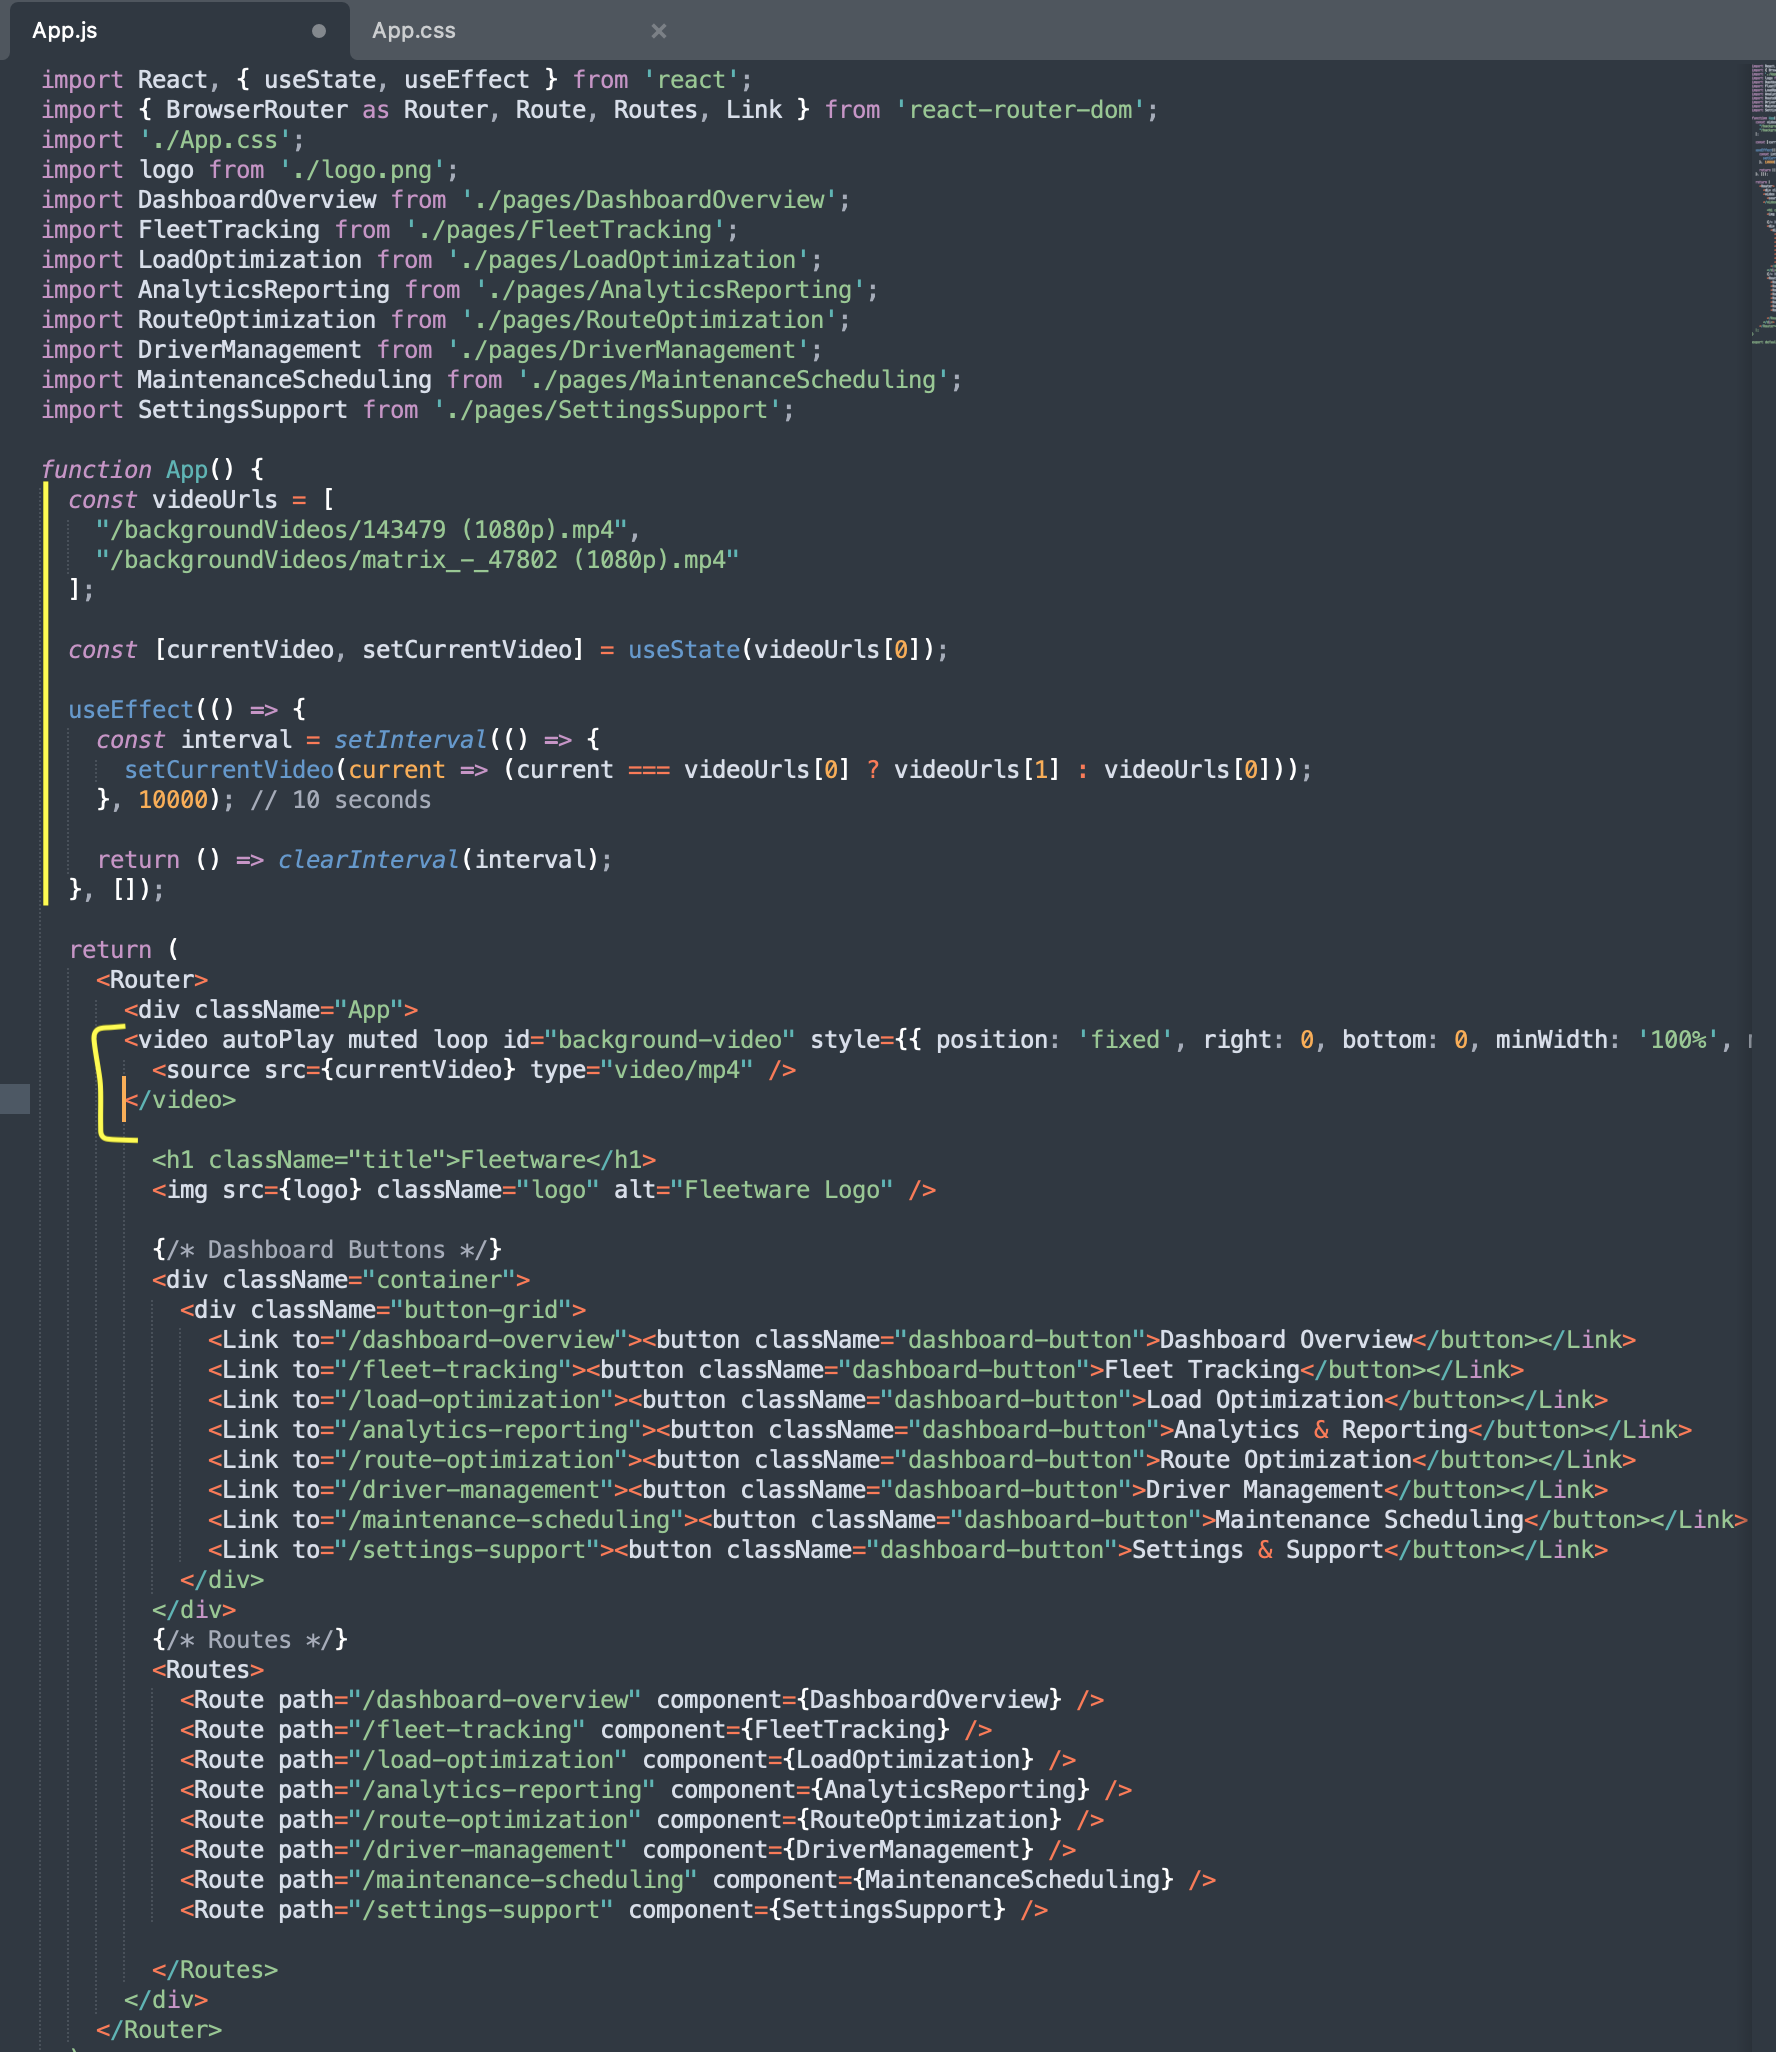 App.js
App.css
import React, { useState, useEffect } from 'react';
import { BrowserRouter as Router, Route, Routes, Link } from 'react-router-dom';
import './App.css';
import logo from './logo.png';
import DashboardOverview from './pages/DashboardOverview';
import FleetTracking from './pages/FleetTracking';
import LoadOptimization from './pages/LoadOptimization';
import AnalyticsReporting from './pages/AnalyticsReporting';
import RouteOptimization from './pages/RouteOptimization';
import DriverManagement from './pages/DriverManagement';
import MaintenanceScheduling from './pages/MaintenanceScheduling';
import SettingsSupport from './pages/SettingsSupport';
function App() {
const videoUrls = [
"/backgroundVideos/143479 (1080p).mp4",
"/backgroundVideos/matrix_-_47802 (1080p).mp4"
];
const [currentVideo, setCurrentVideo] = useState(videoUrls[0]);
useEffect(() => {
const interval = setInterval(() => {
setCurrentVideo(current => (current === videoUrls[0] ? videoUrls[1] : videoUrls[0]));
}, 10000); // 10 seconds
return () => clearInterval(interval);
}, []);
return (
<Router>
<div className="App">
<video autoPlay muted loop id="background-video" style={{ position: 'fixed', right: 0, bottom: 0, minWidth: '100%',
<source src={currentVideo} type="video/mp4" />
</video>
<h1 className="title">Fleetware</h1>
<img src={logo} className="logo" alt="Fleetware Logo" />
{/* Dashboard Buttons */}
<div className="container">
<div className="button-grid">
<Link to="/dashboard-overview"><button className="dashboard-button">Dashboard Overview</button></Link>
<Link to="/fleet-tracking"><button className="dashboard-button">Fleet Tracking</button></Link>
<Link to="/load-optimization"><button className="dashboard-button">Load Optimization</button></Link>
<Link to="/analytics-reporting"><button className="dashboard-button">Analytics & Reporting</button></Link>
<Link to="/route-optimization"><button className="dashboard-button">Route Optimization</button></Link>
<Link to="/driver-management"><button className="dashboard-button">Driver Management</button></Link>
<Link to="/maintenance-scheduling"><button className="dashboard-button">Maintenance Scheduling</button></Link>
<Link to="/settings-support"><button className="dashboard-button">Settings & Support</button></Link>
</div>
</div>
{/* Routes */}
<Routes>
<Route path="/dashboard-overview" component={DashboardOverview} />
<Route path="/fleet-tracking" component={FleetTracking} />
<Route path="/load-optimization" component={LoadOptimization} />
<Route path="/analytics-reporting" component={AnalyticsReporting} />
<Route path="/route-optimization" component={RouteOptimization} />
<Route path="/driver-management" component={DriverManagement} />
<Route path="/maintenance-scheduling" component={MaintenanceScheduling} />
<Route path="/settings-support" component={SettingsSupport} />
</Routes>
</div>
</Router>